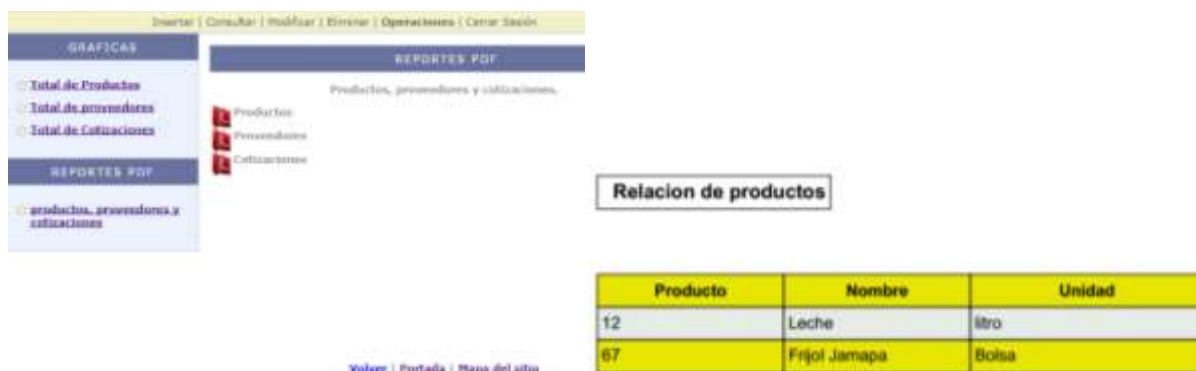 Insertar | Consultar | Modificar | Eliminar | Operaciones | Cerrar Sesión
GRAFICAS
Total de Productos
Total de proveedores
Total de Cotizaciones
REPORTES PDF
productos, proveedores y
cotizaciones
REPORTES PDF
Productos, proveedores y cotizaciones.
Productos
Proveedores
Cotizaciones
Volver | Portada | Mapa del sitio
Relacion de productos
Producto Nombre Unidad
12 Leche litro
67 Frijol Jamapa Bolsa